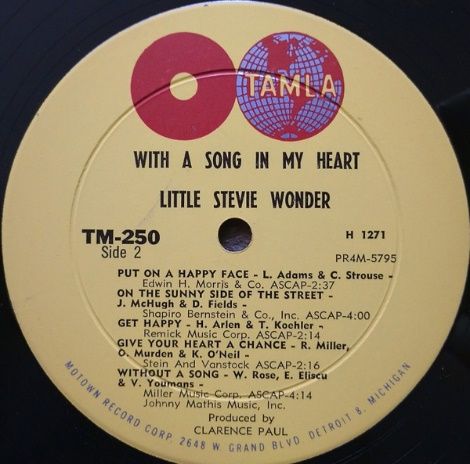 TAMLA
WITH A SONG IN MY HEART
LITTLE STEVIE WONDER
TM-250
Side 2
H 1271
PR4M-5795
PUT ON A HAPPY FACE - L. Adams & C. Strouse -
Edwin H. Morris & Co. ASCAP-2:37
ON THE SUNNY SIDE OF THE STREET -
J. McHugh & D. Fields -
Shapiro Bernstein & Co., Inc. ASCAP-4:00
GET HAPPY - H. Arlen & T. Koehler -
Remick Music Corp. ASCAP-2:14
GIVE YOUR HEART A CHANCE - R. Miller,
O. Murden & K. O'Neil -
Stein And Vanstock ASCAP-2:16
WITHOUT A SONG - W. Rose, E. Eliscu
& V. Youmans -
Miller Music Corp. ASCAP-4:14
Johnny Mathis Music, Inc.
Produced by
CLARENCE PAUL
MOTOWN RECORD CORP. 2648 W. GRAND BLVD. DETROIT 8, MICHIGAN